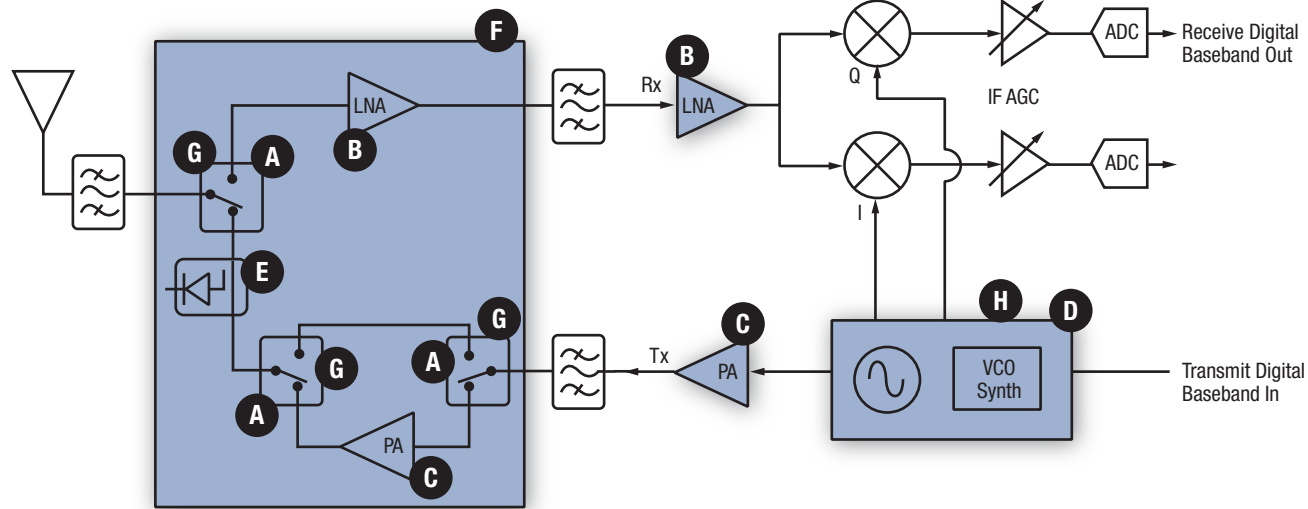 F
B
ADC
Receive Digital
Baseband Out
Q
LNA
Rx
LNA
IF AGC
B
G
A
ADC
I
E
H
D
G
C
A
Tx
G
PA
VCO
Synth
Transmit Digital
Baseband In
A
PA
C